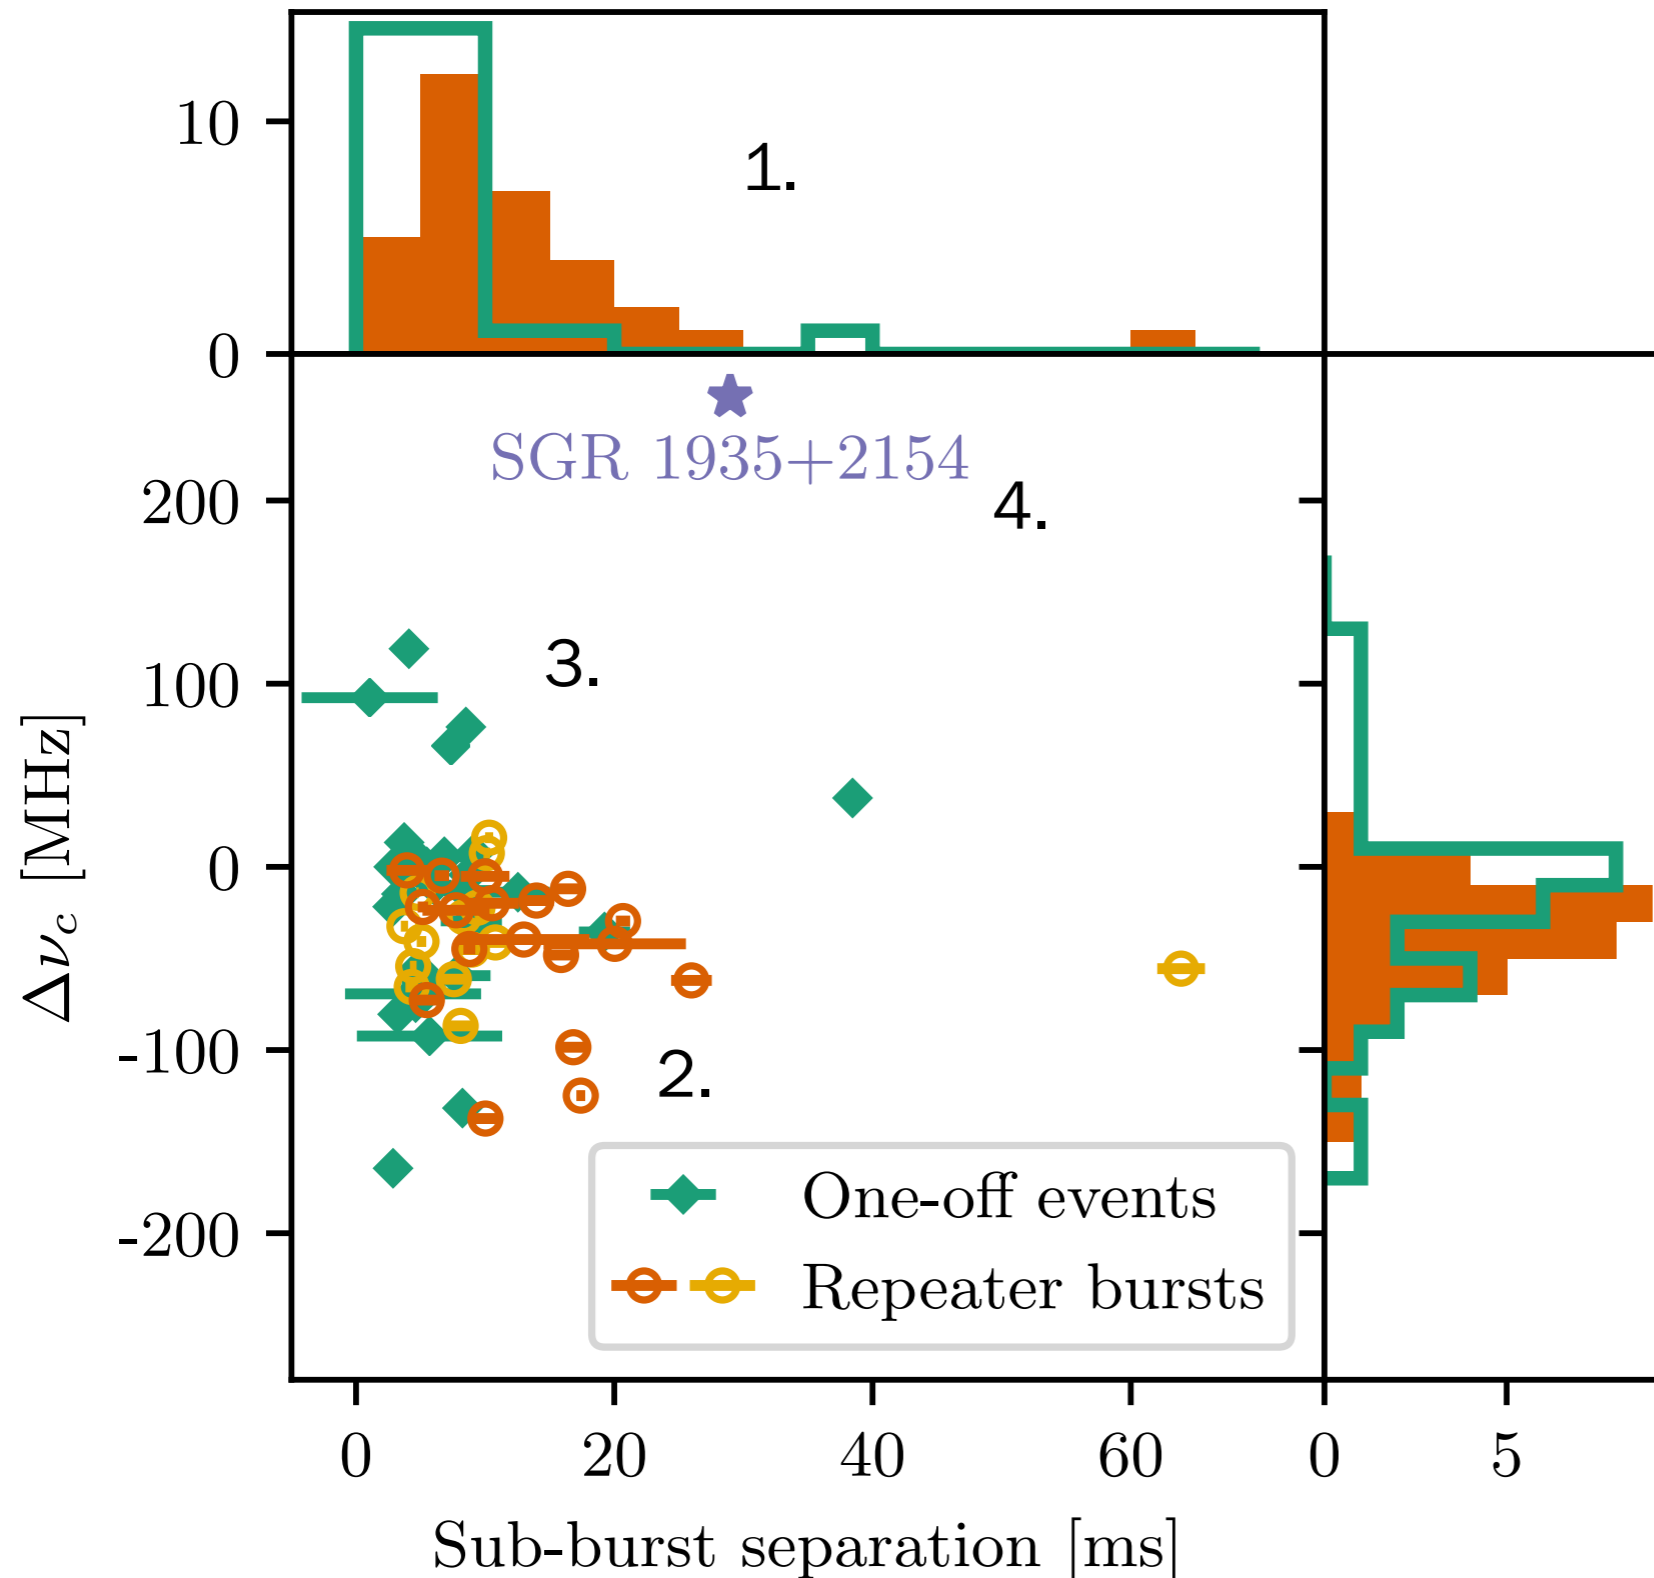 10
1.
0
SGR 1935+2154
200
4.
3.
100
0
-100
2.
-200
One-off events
Repeater bursts
Δν_c [MHz]
0 20 40 60 0 5
Sub-burst separation [ms]